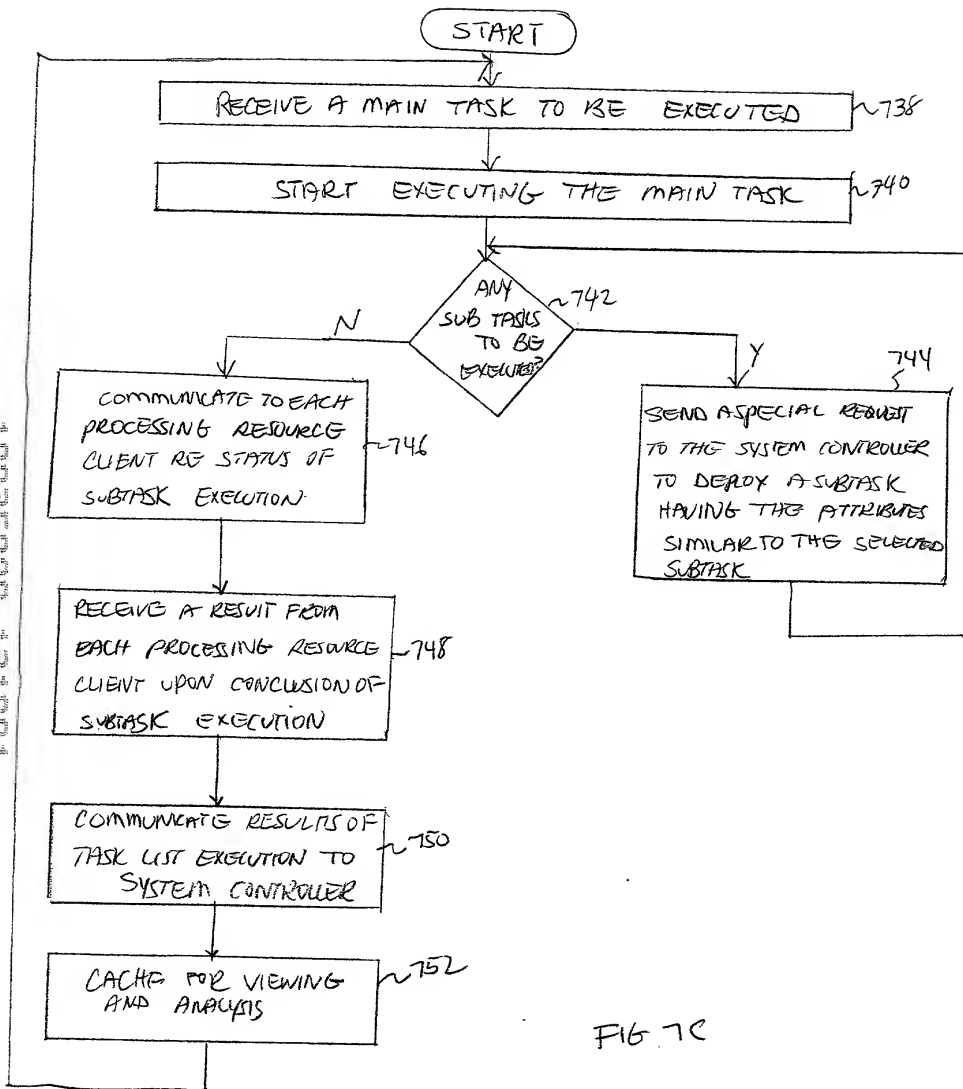 START
RECEIVE A MAIN TASK TO BE EXECUTED
738
START EXECUTING THE MAIN TASK
740
ANY
SUB TASKS
TO BE
EXECUTED?
742
N
Y
744
SEND A SPECIAL REQUEST
TO THE SYSTEM CONTROLLER
TO DEPLOY A SUBTASK
HAVING THE ATTRIBUTES
SIMILAR TO THE SELECTED
SUBTASK
COMMUNICATE TO EACH
PROCESSING RESOURCE
CLIENT RE STATUS OF
SUBTASK EXECUTION.
746
RECEIVE A RESULT FROM
EACH PROCESSING RESOURCE
CLIENT UPON CONCLUSION OF
SUBTASK EXECUTION
748
COMMUNICATE RESULTS OF
TASK LIST EXECUTION TO
SYSTEM CONTROLLER
750
CACHE FOR VIEWING
AND ANALYSIS
752
FIG 7C